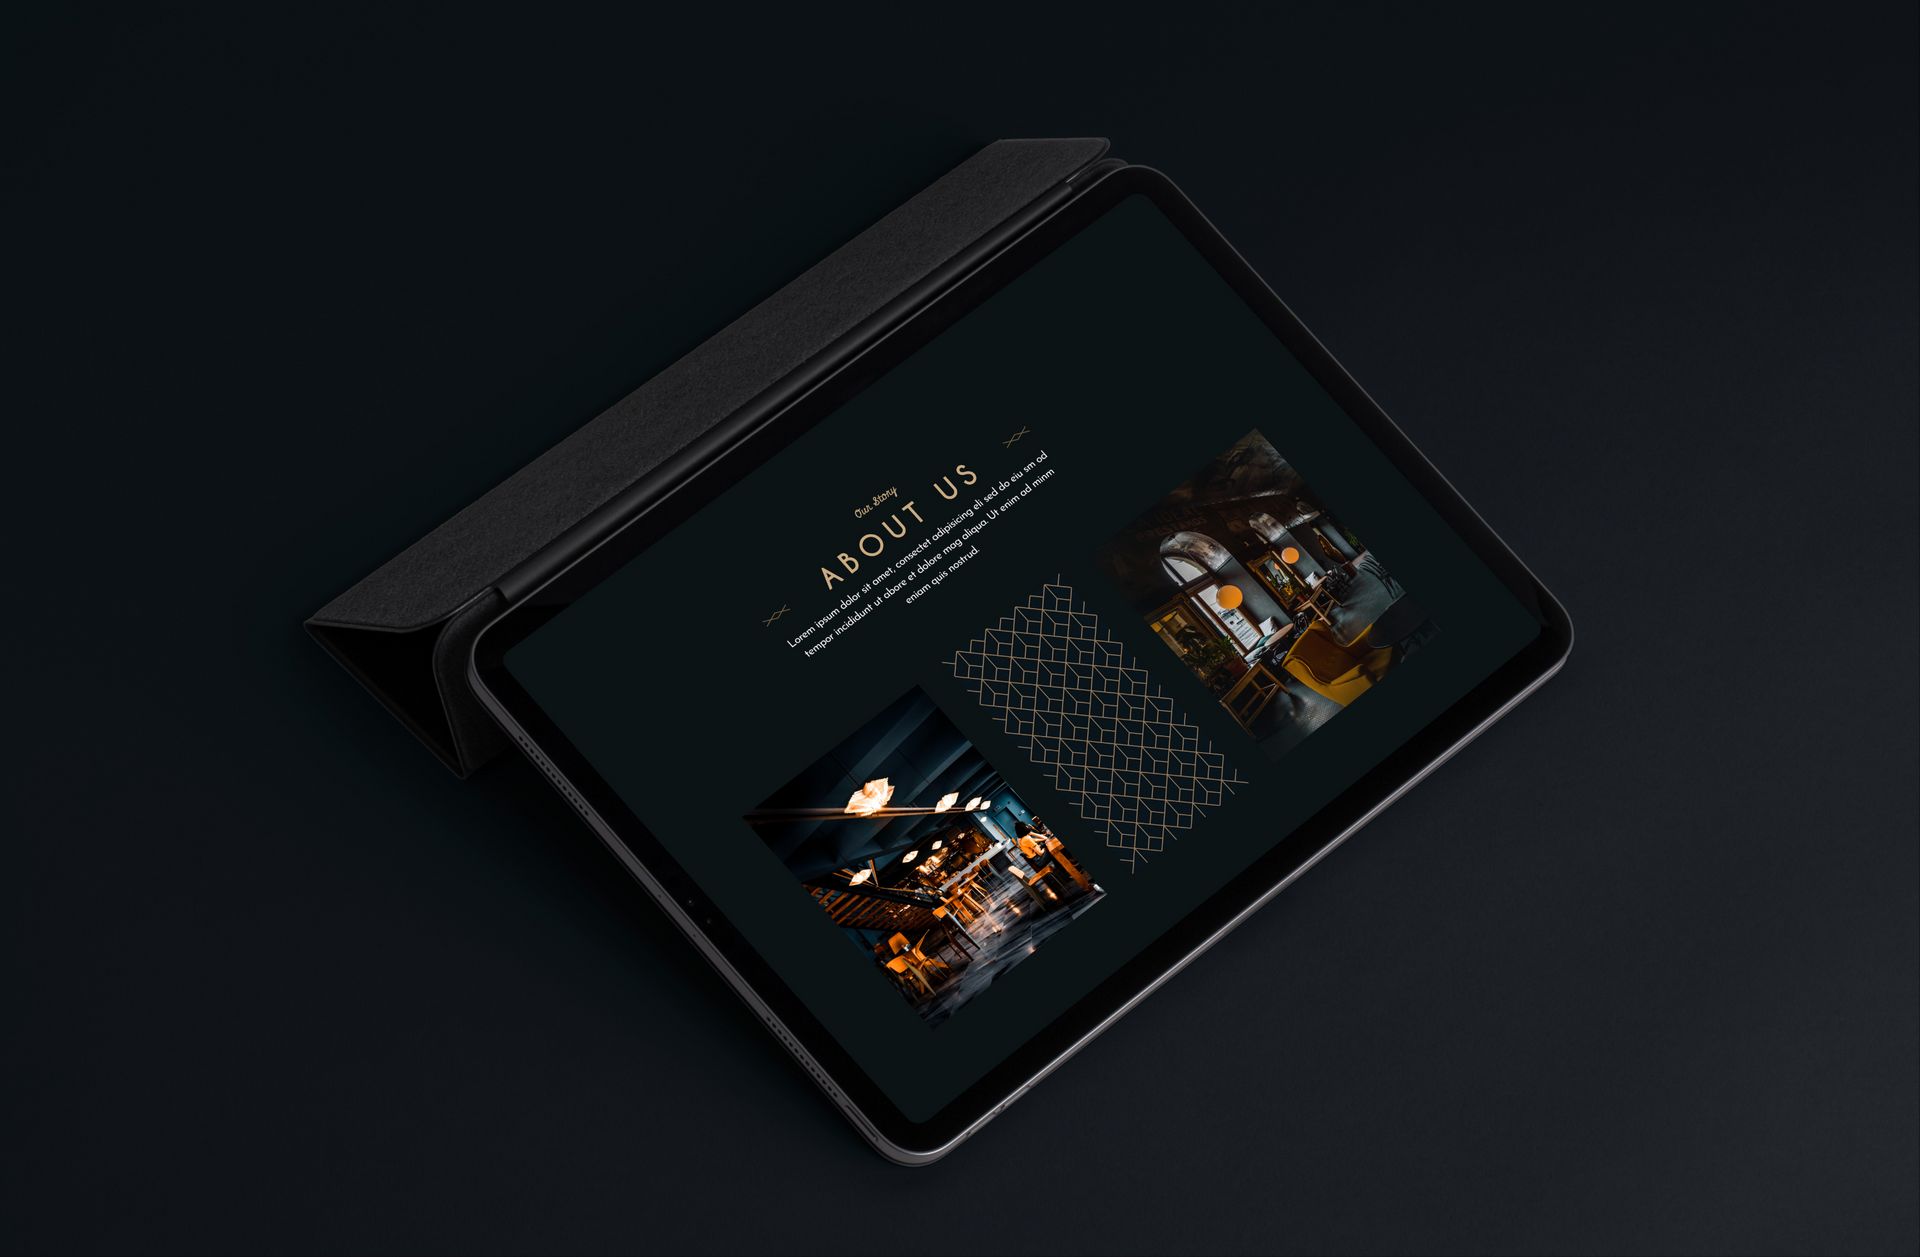 Our Story
ABOUT US
Lorem ipsum dolor sit amet, consectet adipisicing eli sed do eiu sm od
tempor incididunt ut abore et dolore mag aliqua. Ut enim ad minm
eniam quis nostrud.